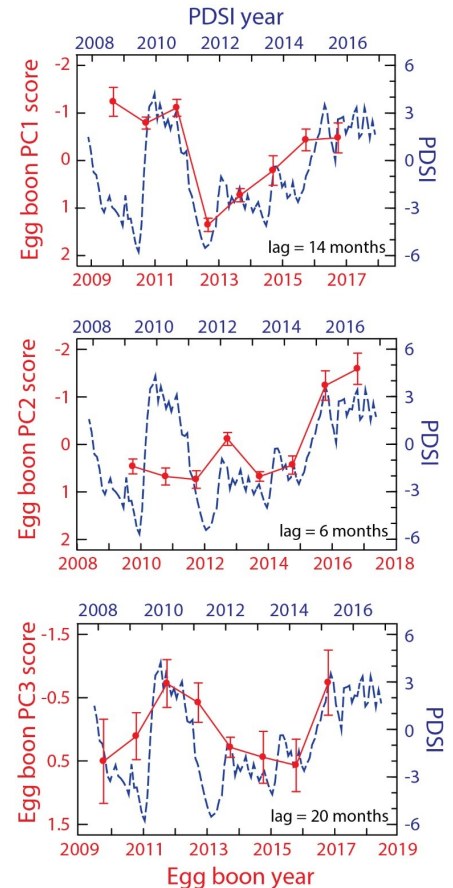 PDSI year
2008 2010 2012 2014 2016
-2
-1
0
1
2
Egg boon PC1 score
6
3
0
-3
-6
PDSI
lag = 14 months
2009 2011 2013 2015 2017
2008 2010 2012 2014 2016
-2
-1
0
1
2
Egg boon PC2 score
6
3
0
-3
-6
PDSI
lag = 6 months
2008 2010 2012 2014 2016 2018
2008 2010 2012 2014 2016
-1.5
-0.5
0.5
1.5
Egg boon PC3 score
6
3
0
-3
-6
PDSI
lag = 20 months
2009 2011 2013 2015 2017 2019
Egg boon year